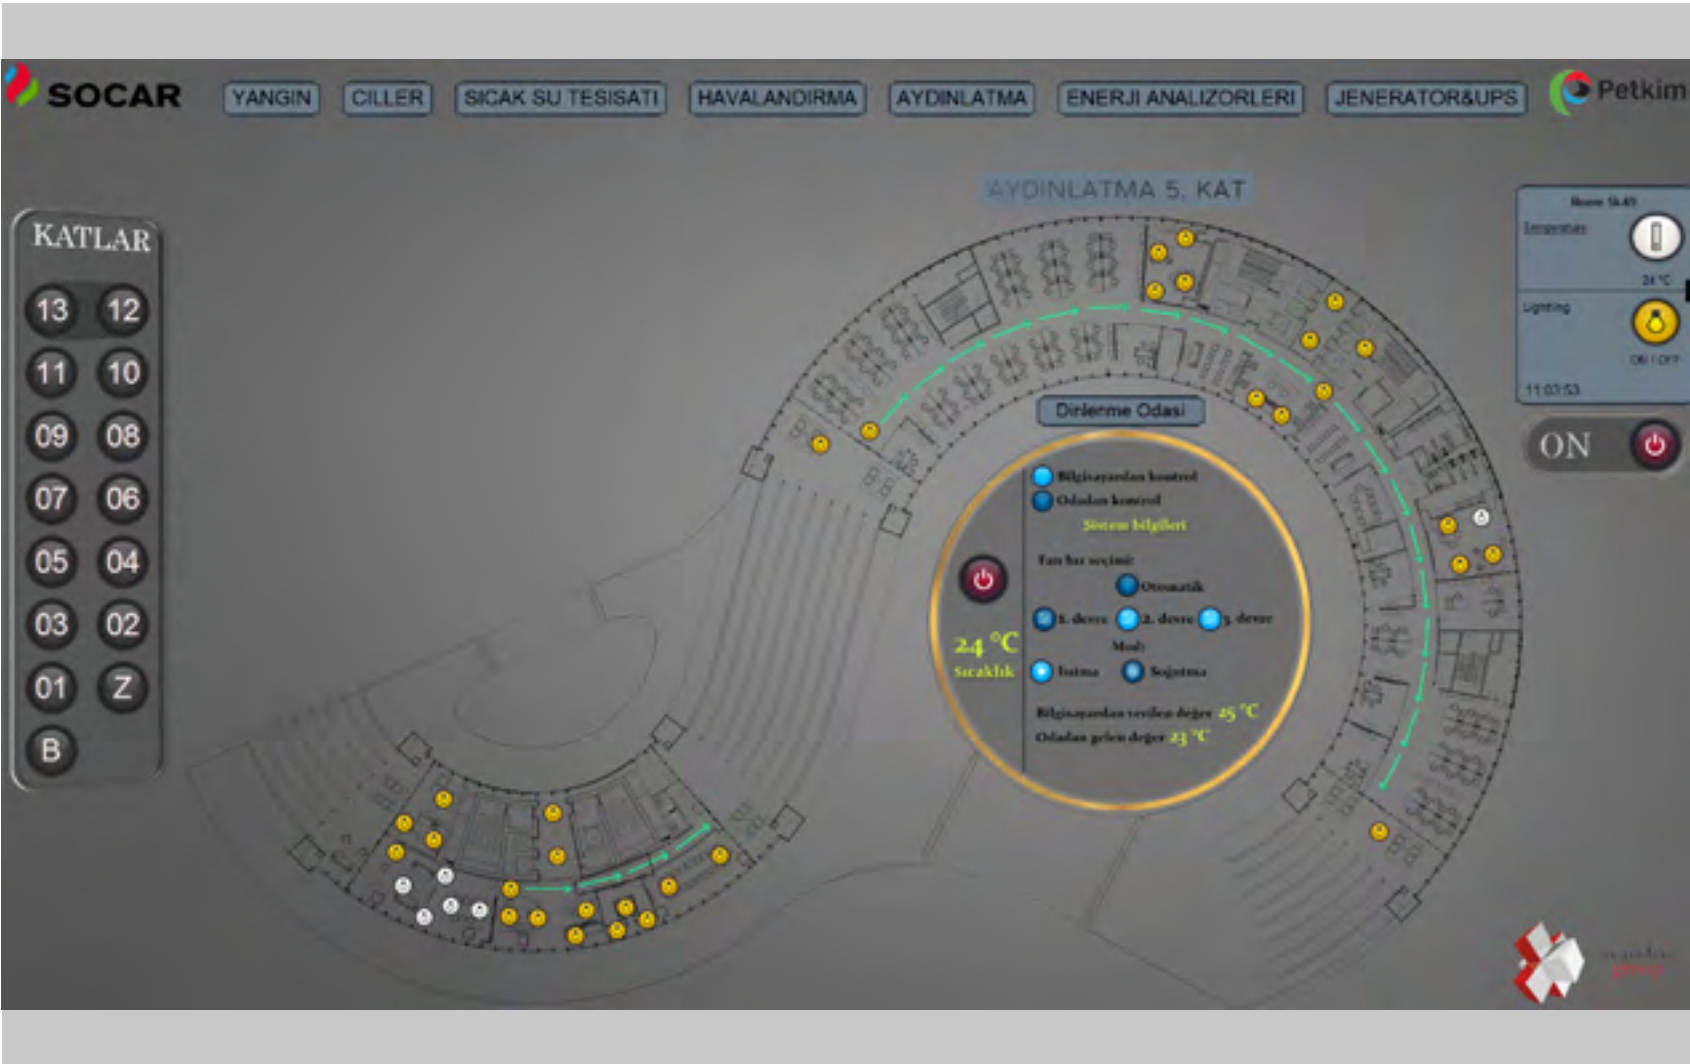 SOCAR
YANGIN
CILLER
SICAK SU TESISATI
HAVALANDIRMA
AYDINLATMA
ENERJI ANALIZORLERI
JENERATOR&UPS
Petkim
AYDINLATMA 5. KAT
KATLAR
13 12
11 10
09 08
07 06
05 04
03 02
01 Z
B
Room
24 °C
Lighting
ON / OFF
11:03:53
ON
Dinlenme Odasi
Bilgisayardan kontrol
Odadan kontrol
Sistem bilgileri
Fan hız seçimi:
Otomatik
1. devre 2. devre 3. devre
Mod:
Isıtma Soğutma
24 °C
Sıcaklık
Bilgisayardan verilen değer 25 °C
Odadan gelen değer 23 °C
group